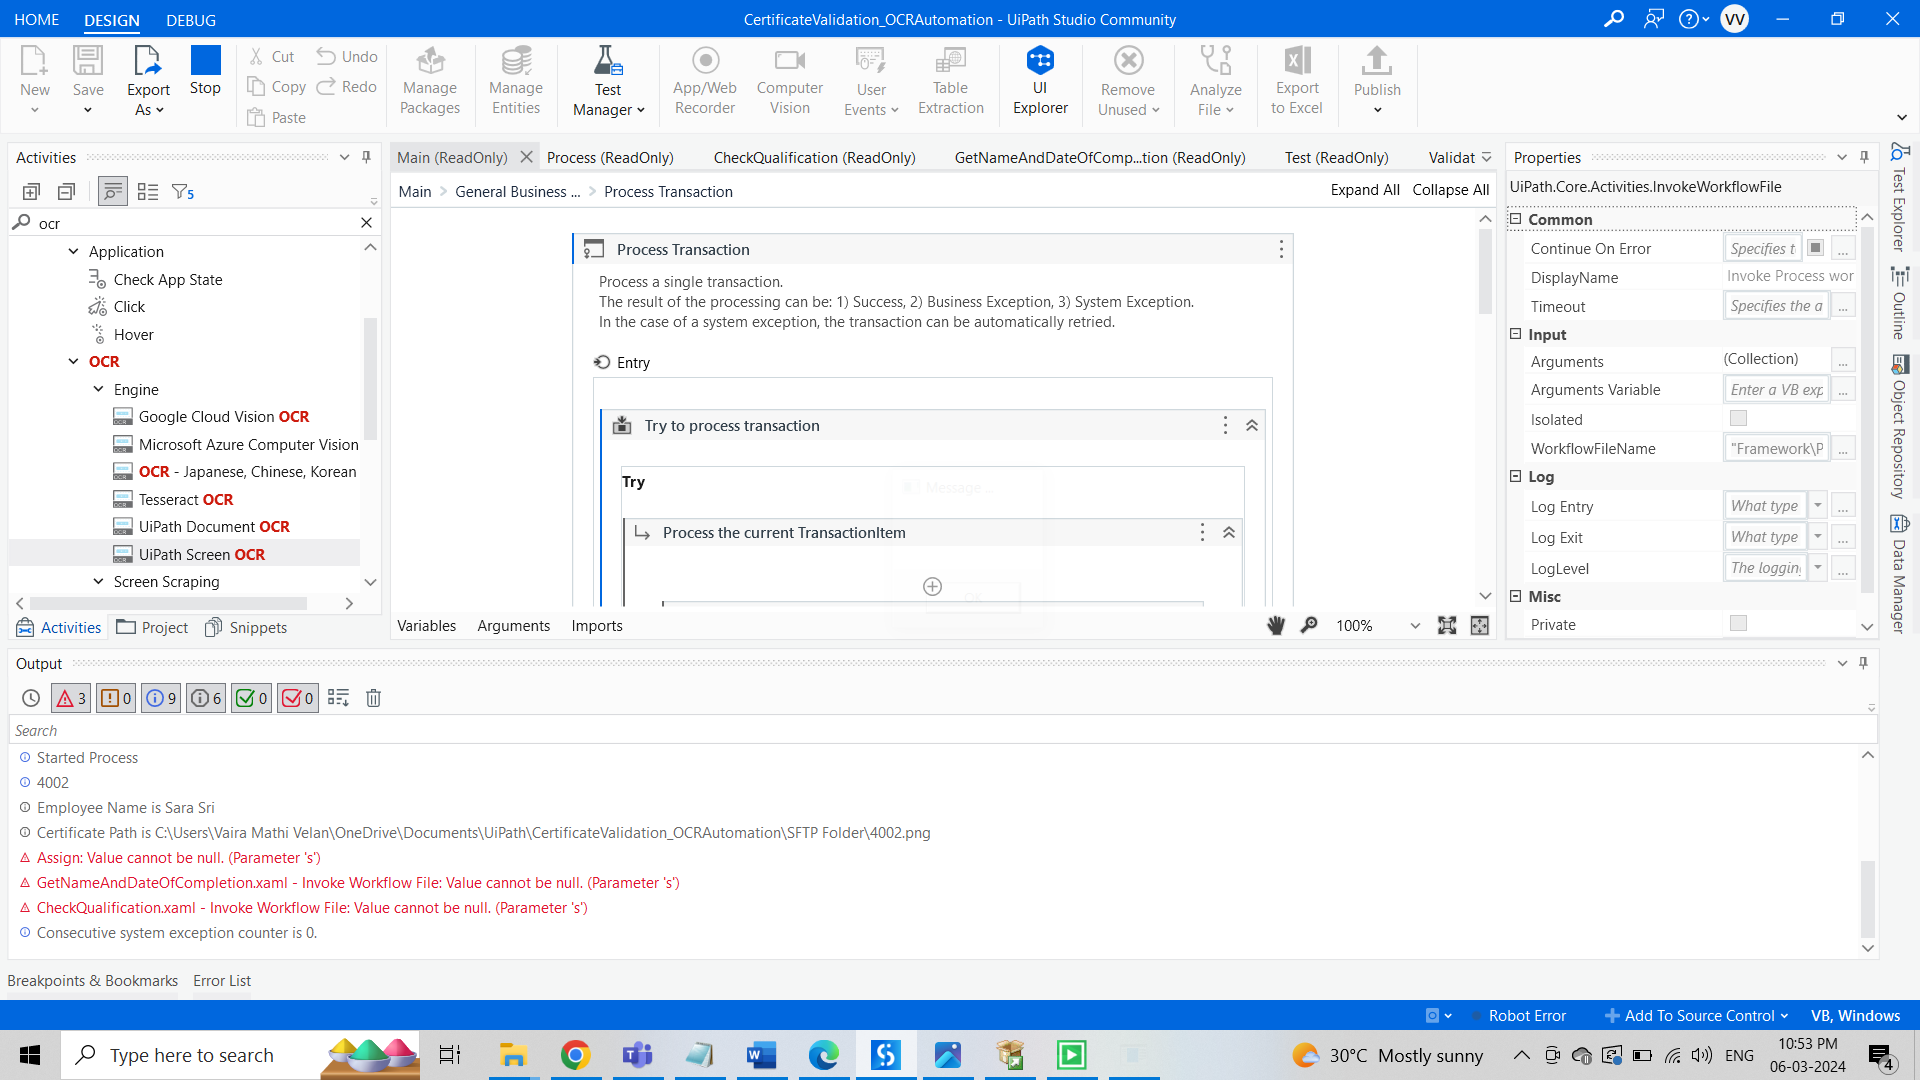 HOME DESIGN DEBUG
CertificateValidation_OCRAutomation - UiPath Studio Community
VV
New
Save
Export As
Stop
Cut
Copy
Paste
Undo
Redo
Manage Packages
Manage Entities
Test Manager
App/Web Recorder
Computer Vision
User Events
Table Extraction
UI Explorer
Remove Unused
Analyze File
Export to Excel
Publish
Activities
5
ocr
Application
Check App State
Click
Hover
OCR
Engine
Google Cloud Vision OCR
Microsoft Azure Computer Vision
OCR - Japanese, Chinese, Korean
Tesseract OCR
UiPath Document OCR
UiPath Screen OCR
Screen Scraping
Activities Project Snippets
Main (ReadOnly) Process (ReadOnly) CheckQualification (ReadOnly) GetNameAndDateOfComp...tion (ReadOnly) Test (ReadOnly) Validat
Main > General Business ... > Process Transaction
Expand All Collapse All
Process Transaction
Process a single transaction.
The result of the processing can be: 1) Success, 2) Business Exception, 3) System Exception.
In the case of a system exception, the transaction can be automatically retried.
Entry
Try to process transaction
Try
Message ...
Process the current TransactionItem
OK
Variables Arguments Imports
100%
Properties
UiPath.Core.Activities.InvokeWorkflowFile
Common
Continue On Error Specifies t ...
DisplayName Invoke Process wor
Timeout Specifies the a ...
Input
Arguments (Collection) ...
Arguments Variable Enter a VB exp ...
Isolated
WorkflowFileName "Framework\P ...
Log
Log Entry What type ...
Log Exit What type ...
LogLevel The logging ...
Misc
Private
Test Explorer
Outline
Object Repository
Data Manager
Output
3 0 9 6 0 0
Search
Started Process
4002
Employee Name is Sara Sri
Certificate Path is C:\Users\Vaira Mathi Velan\OneDrive\Documents\UiPath\CertificateValidation_OCRAutomation\SFTP Folder\4002.png
Assign: Value cannot be null. (Parameter 's')
GetNameAndDateOfCompletion.xaml - Invoke Workflow File: Value cannot be null. (Parameter 's')
CheckQualification.xaml - Invoke Workflow File: Value cannot be null. (Parameter 's')
Consecutive system exception counter is 0.
Breakpoints & Bookmarks Error List
Robot Error Add To Source Control VB, Windows
Type here to search
30°C Mostly sunny
ENG
10:53 PM
06-03-2024
4